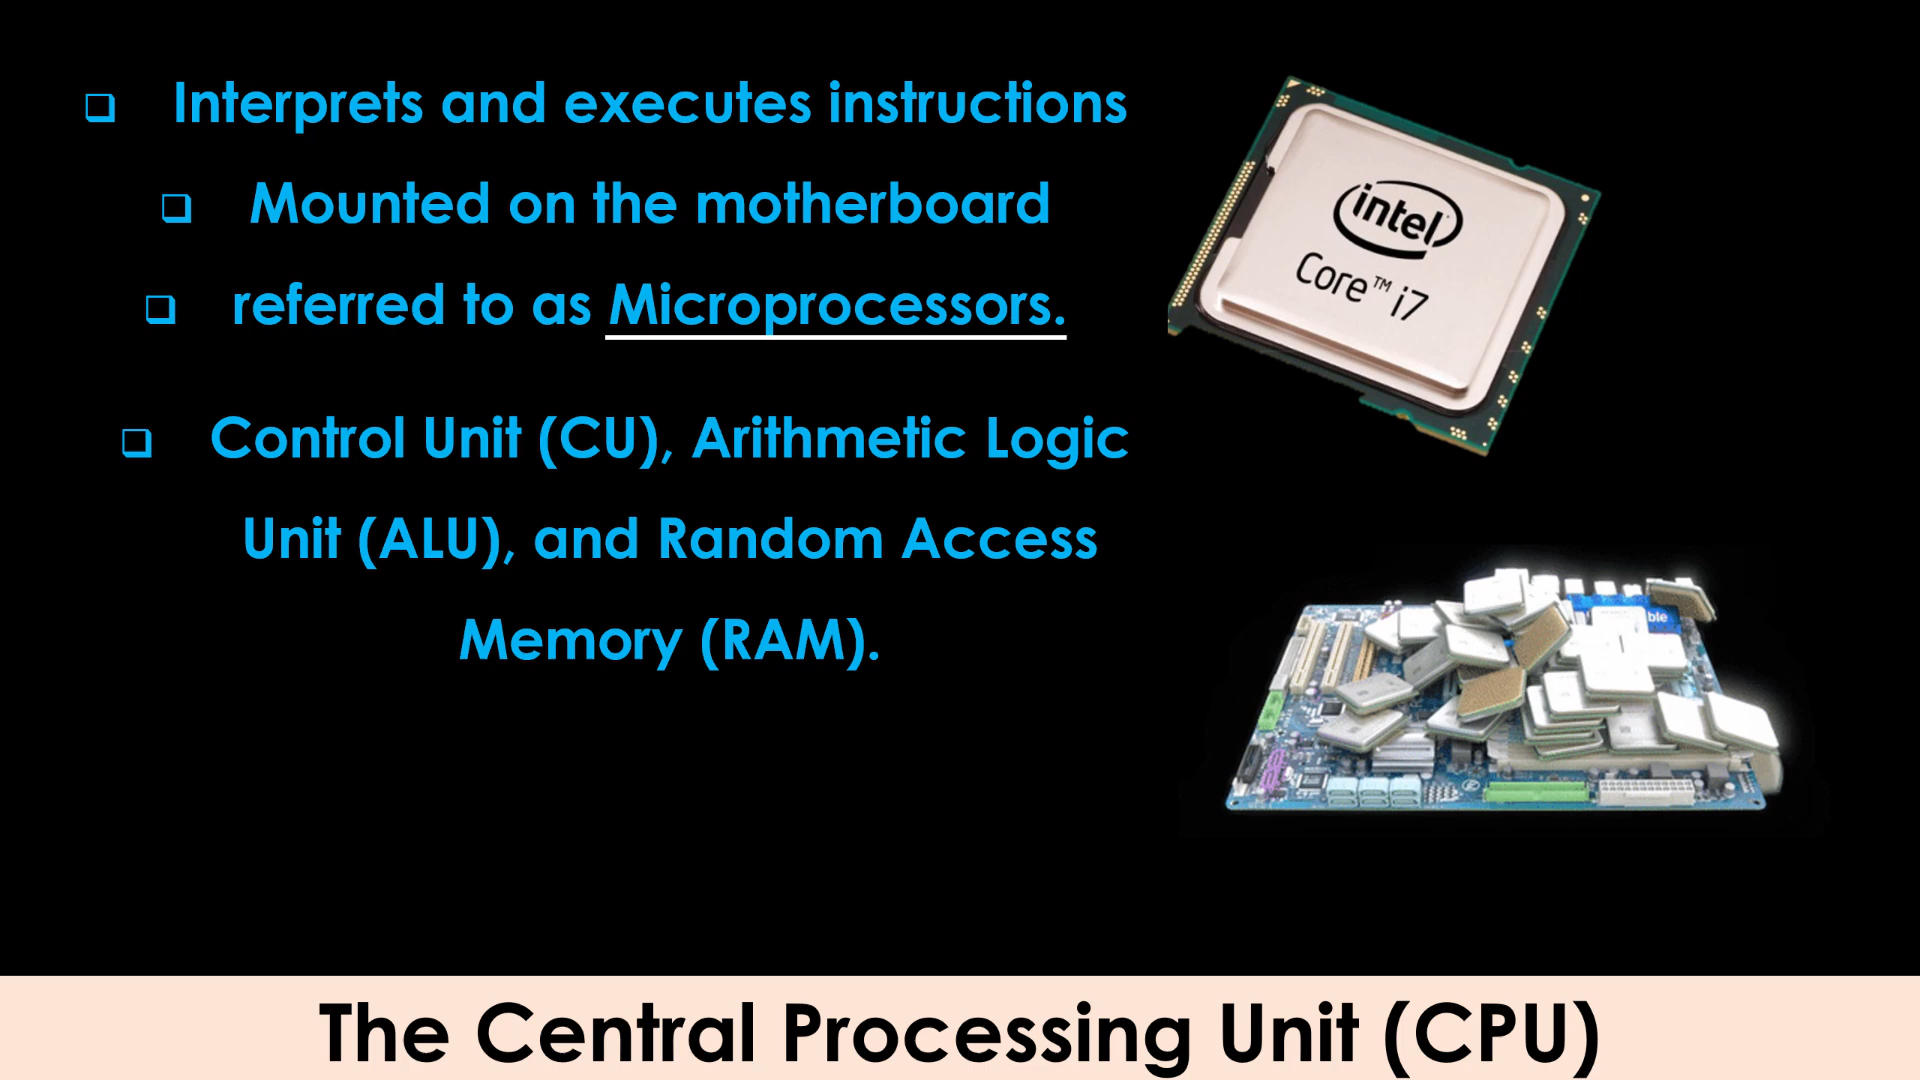 ❑ Interprets and executes instructions
❑ Mounted on the motherboard
❑ referred to as Microprocessors.
❑ Control Unit (CU), Arithmetic Logic
Unit (ALU), and Random Access
Memory (RAM).
intel
Core™ i7
ble
The Central Processing Unit (CPU)